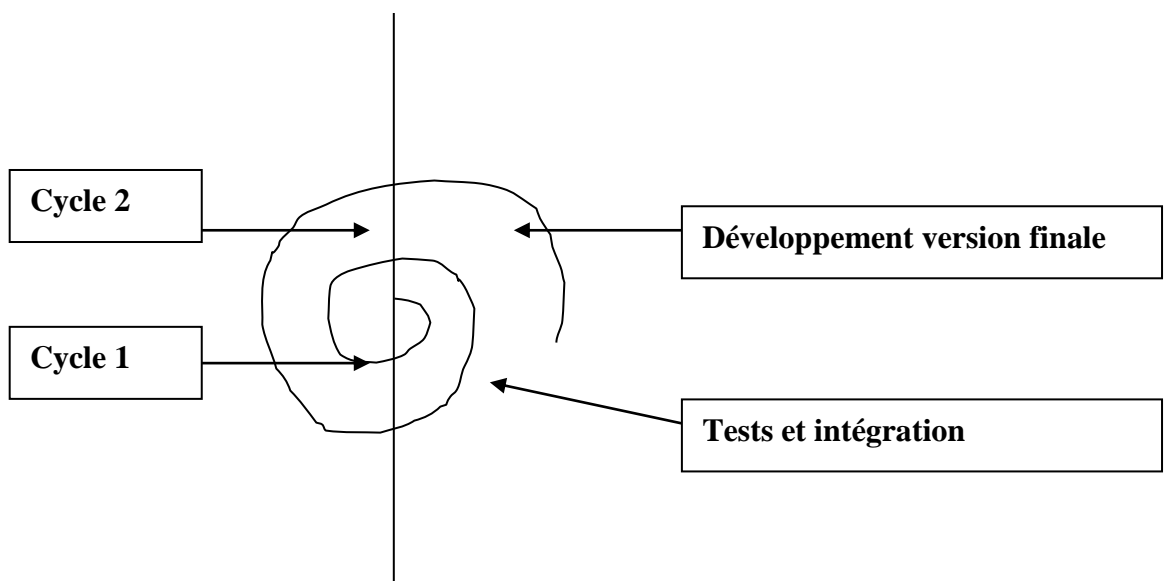 Cycle 2
Développement version finale
Cycle 1
Tests et intégration